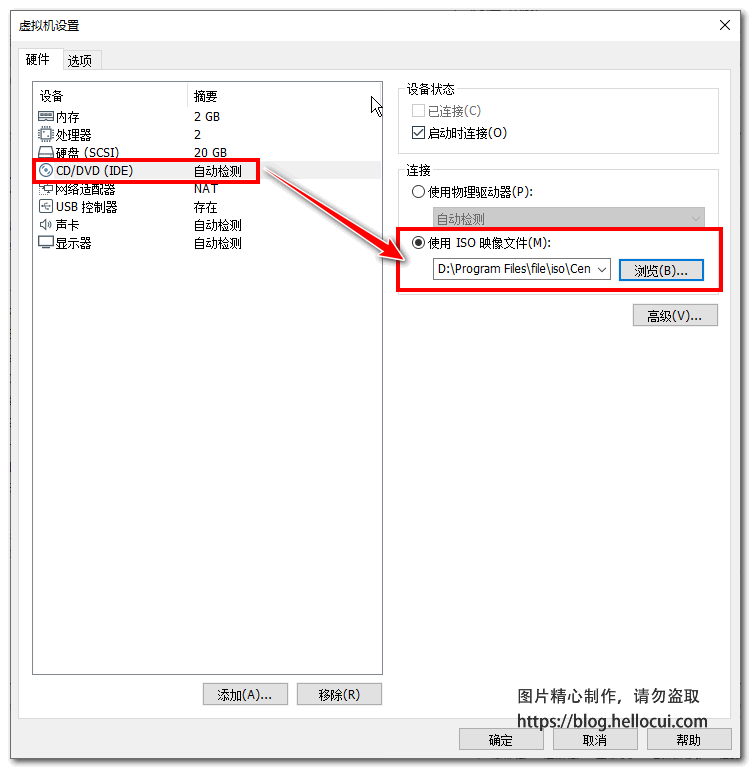 虚拟机设置
硬件 选项
设备 摘要
内存 2 GB
处理器 2
硬盘 (SCSI) 20 GB
CD/DVD (IDE) 自动检测
网络适配器 NAT
USB 控制器 存在
声卡 自动检测
显示器 自动检测
添加(A)... 移除(R)
设备状态
已连接(C)
启动时连接(O)
连接
使用物理驱动器(P):
自动检测
使用 ISO 映像文件(M):
D:\Program Files\file\iso\Cen 浏览(B)...
高级(V)...
图片精心制作，请勿盗取
https://blog.hellocui.com
确定 取消 帮助